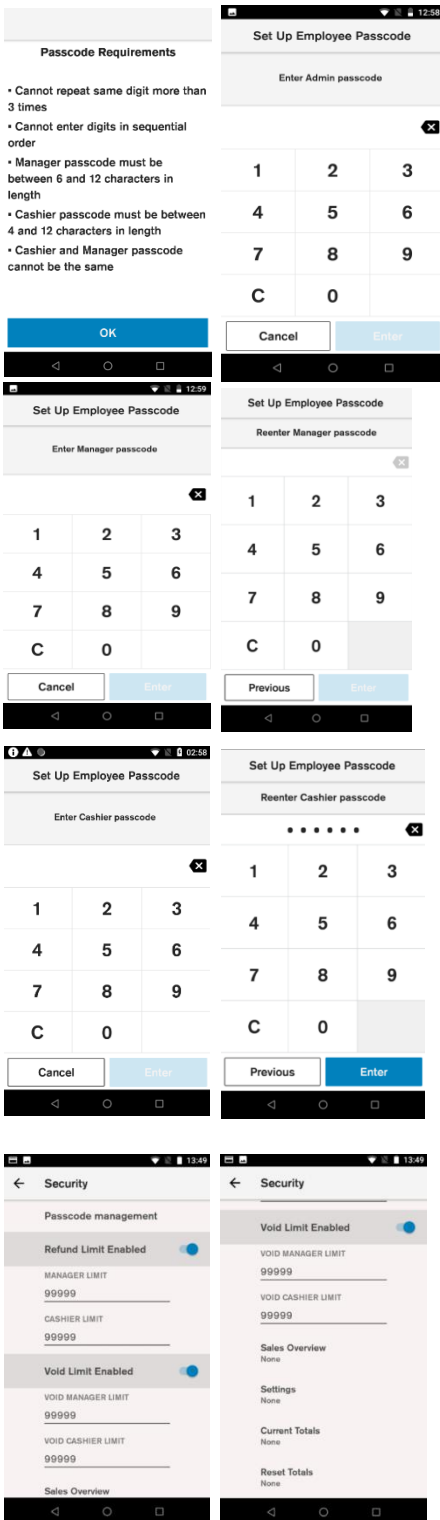 Passcode Requirements
▪ Cannot repeat same digit more than
3 times
▪ Cannot enter digits in sequential
order
▪ Manager passcode must be
between 6 and 12 characters in
length
▪ Cashier passcode must be between
4 and 12 characters in length
▪ Cashier and Manager passcode
cannot be the same
OK
12:58
Set Up Employee Passcode
Enter Admin passcode
1 2 3
4 5 6
7 8 9
C 0
Cancel Enter
12:59
Set Up Employee Passcode
Enter Manager passcode
1 2 3
4 5 6
7 8 9
C 0
Cancel Enter
Set Up Employee Passcode
Reenter Manager passcode
1 2 3
4 5 6
7 8 9
C 0
Previous Enter
02:58
Set Up Employee Passcode
Enter Cashier passcode
1 2 3
4 5 6
7 8 9
C 0
Cancel Enter
Set Up Employee Passcode
Reenter Cashier passcode
••••••
1 2 3
4 5 6
7 8 9
C 0
Previous Enter
13:49
Security
Passcode management
Refund Limit Enabled
MANAGER LIMIT
99999
CASHIER LIMIT
99999
Void Limit Enabled
VOID MANAGER LIMIT
99999
VOID CASHIER LIMIT
99999
Sales Overview
13:49
Security
Void Limit Enabled
VOID MANAGER LIMIT
99999
VOID CASHIER LIMIT
99999
Sales Overview
None
Settings
None
Current Totals
None
Reset Totals
None